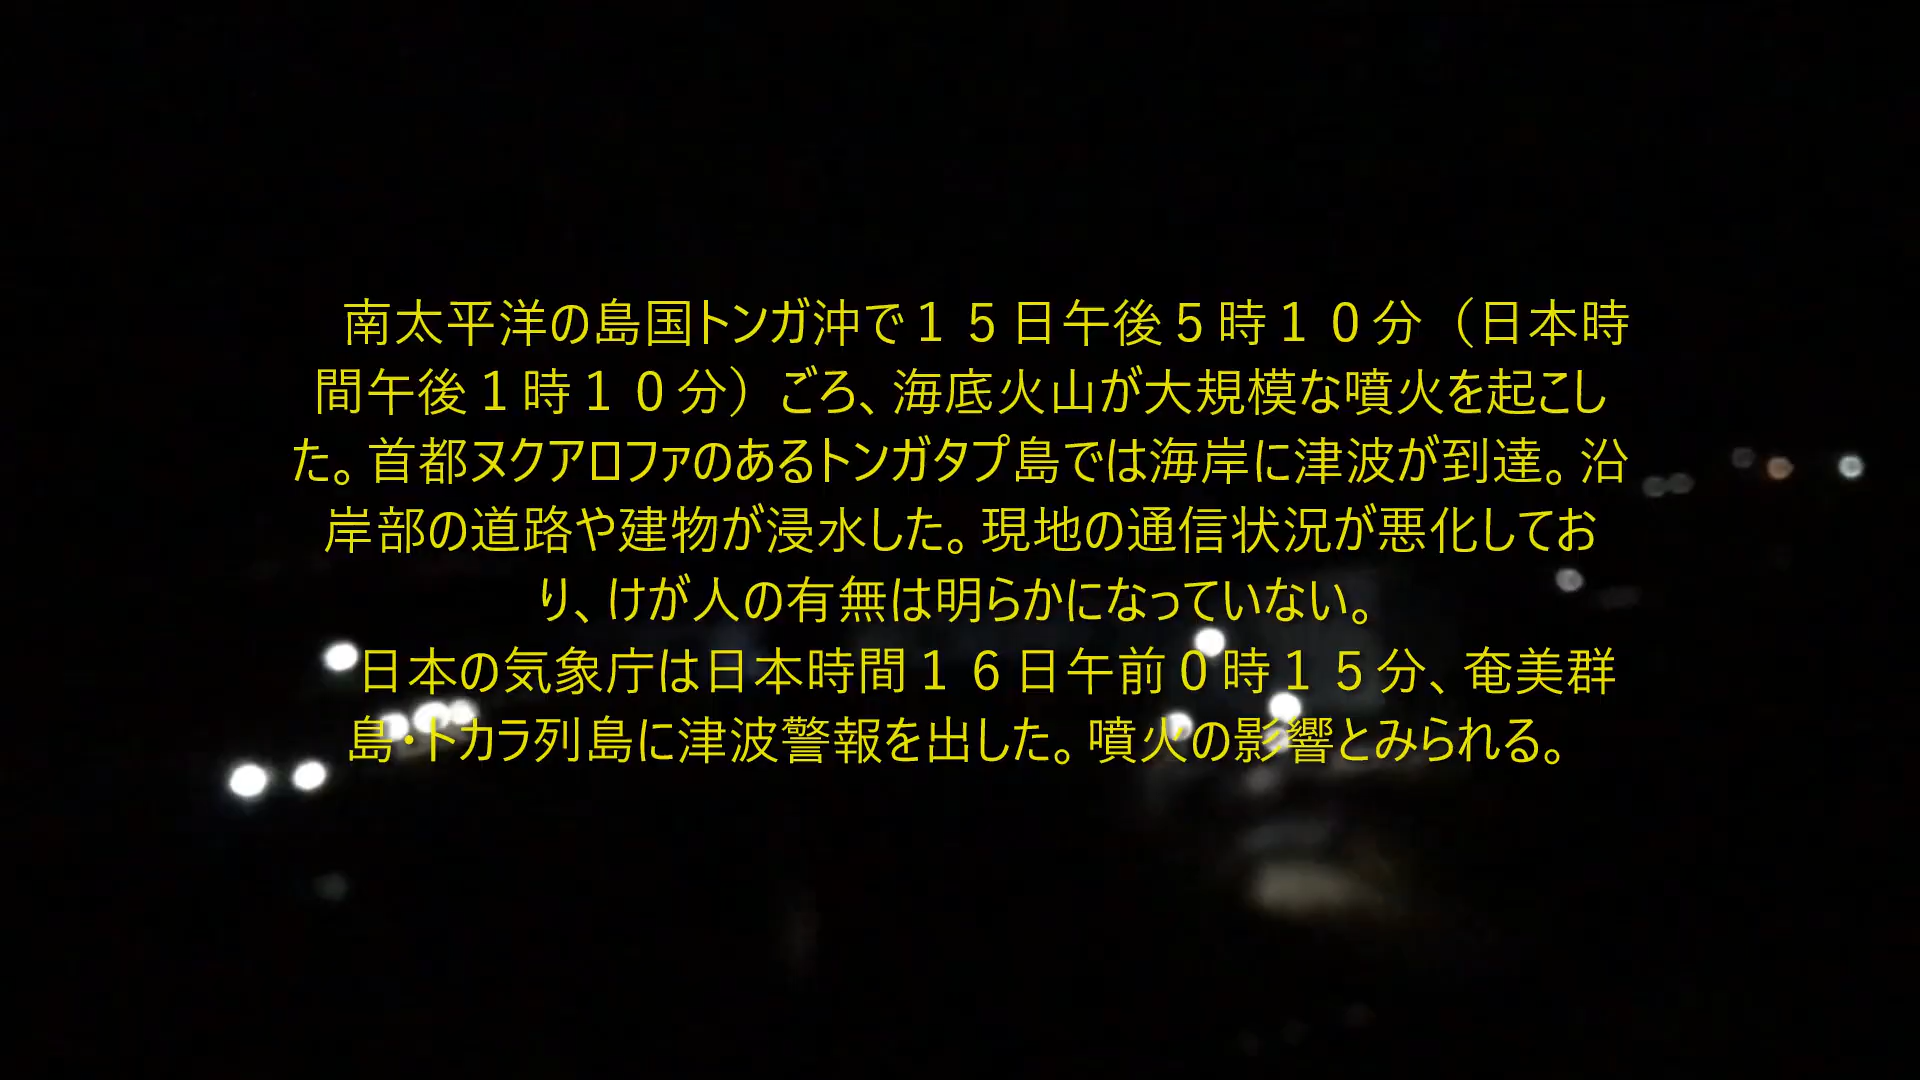 南太平洋の島国トンガ沖で１５日午後５時１０分（日本時
間午後１時１０分）ごろ、海底火山が大規模な噴火を起こし
た。首都ヌクアロファのあるトンガタプ島では海岸に津波が到達。沿
岸部の道路や建物が浸水した。現地の通信状況が悪化してお
り、けが人の有無は明らかになっていない。
日本の気象庁は日本時間１６日午前０時１５分、奄美群
島・トカラ列島に津波警報を出した。噴火の影響とみられる。